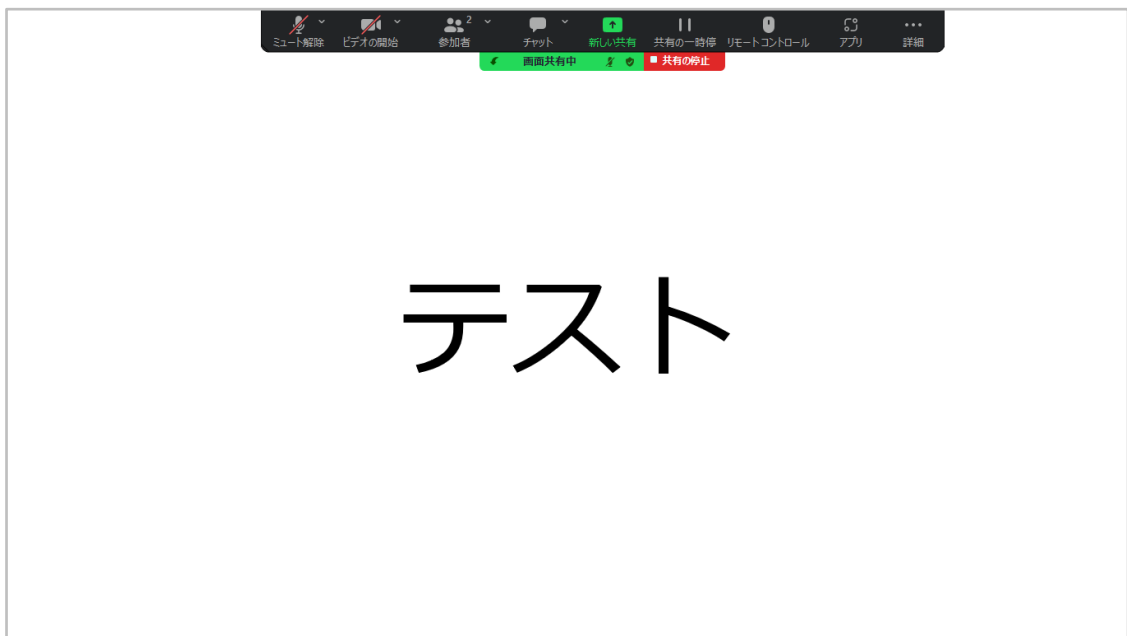 2
ミュート解除 ビデオの開始 参加者 チャット 新しい共有 共有の一時停 リモートコントロール アプリ 詳細
画面共有中 共有の停止
テスト